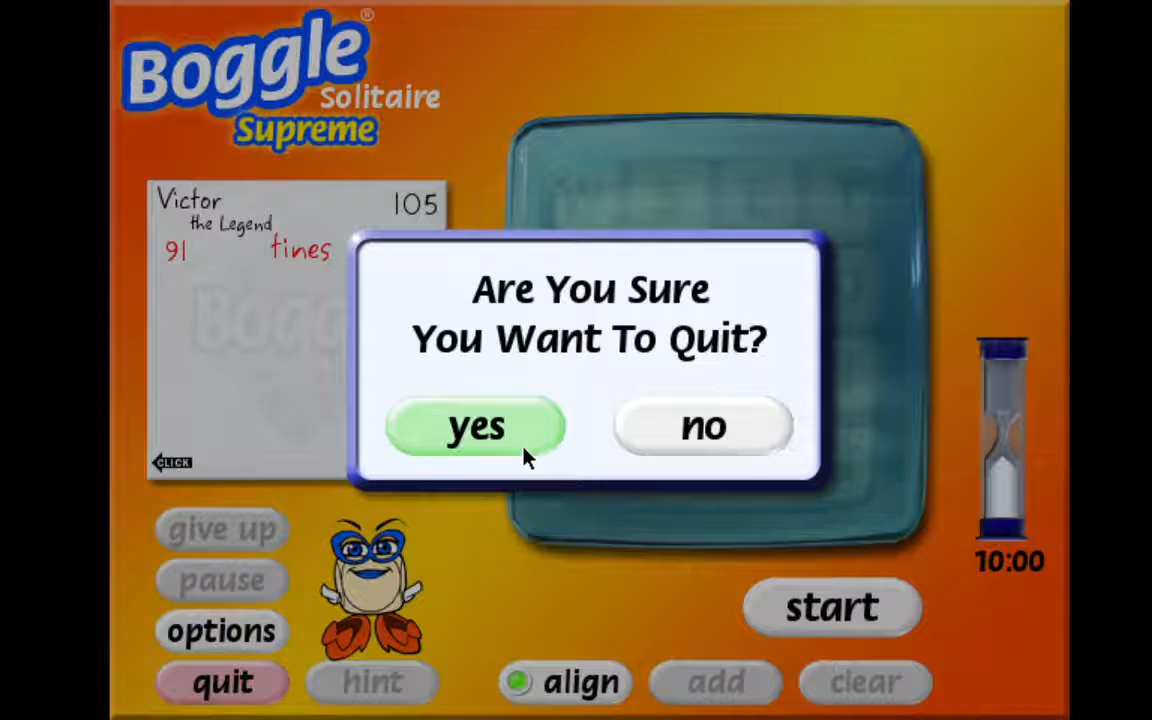 Boggle®
Solitaire
Supreme
Victor 105
the Legend
91 tines
CLICK
Are You Sure
You Want To Quit?
yes no
give up
pause
options
quit
hint
10:00
start
align
add
clear